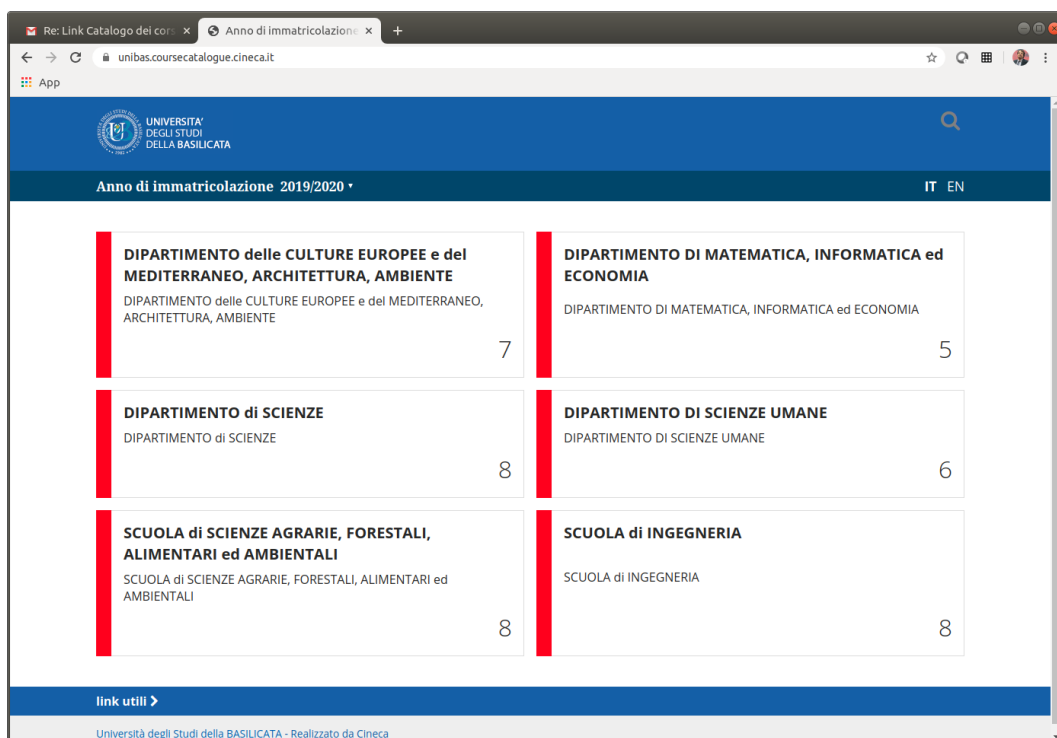 Re: Link Catalogo dei cors
Anno di immatricolazione
unibas.coursecatalogue.cineca.it
App
UNIVERSITA'
DEGLI STUDI
DELLA BASILICATA
Anno di immatricolazione 2019/2020
IT EN
DIPARTIMENTO delle CULTURE EUROPEE e del
MEDITERRANEO, ARCHITETTURA, AMBIENTE
DIPARTIMENTO delle CULTURE EUROPEE e del MEDITERRANEO,
ARCHITETTURA, AMBIENTE
7
DIPARTIMENTO DI MATEMATICA, INFORMATICA ed
ECONOMIA
DIPARTIMENTO DI MATEMATICA, INFORMATICA ed ECONOMIA
5
DIPARTIMENTO di SCIENZE
DIPARTIMENTO di SCIENZE
8
DIPARTIMENTO DI SCIENZE UMANE
DIPARTIMENTO DI SCIENZE UMANE
6
SCUOLA di SCIENZE AGRARIE, FORESTALI,
ALIMENTARI ed AMBIENTALI
SCUOLA di SCIENZE AGRARIE, FORESTALI, ALIMENTARI ed
AMBIENTALI
8
SCUOLA di INGEGNERIA
SCUOLA di INGEGNERIA
8
link utili
Università degli Studi della BASILICATA - Realizzato da Cineca